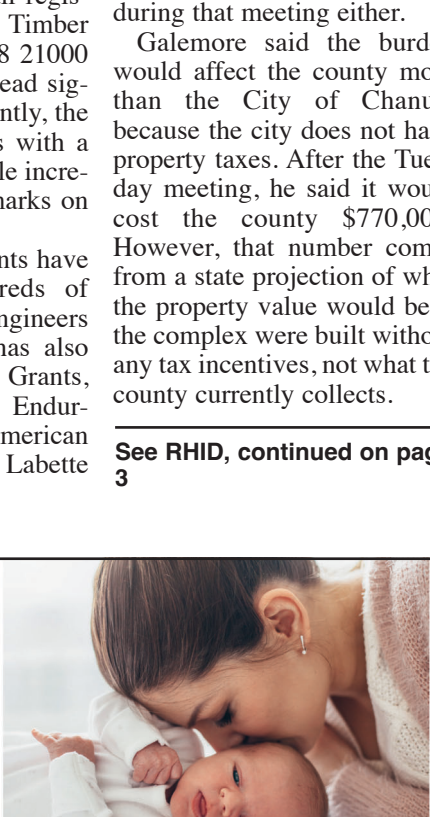 regis-
Timber
8 21000
ead sig-
ntly, the
s with a
le incre-
marks on
nts have
reds of
ngineers
has also
Grants,
Endur-
merican
Labette
during that meeting either.
Galemore said the burd
would affect the county mo
than the City of Chanu
because the city does not ha
property taxes. After the Tue
day meeting, he said it wou
cost the county $770,00
However, that number com
from a state projection of wh
the property value would be
the complex were built witho
any tax incentives, not what t
county currently collects.
See RHID, continued on pag
3